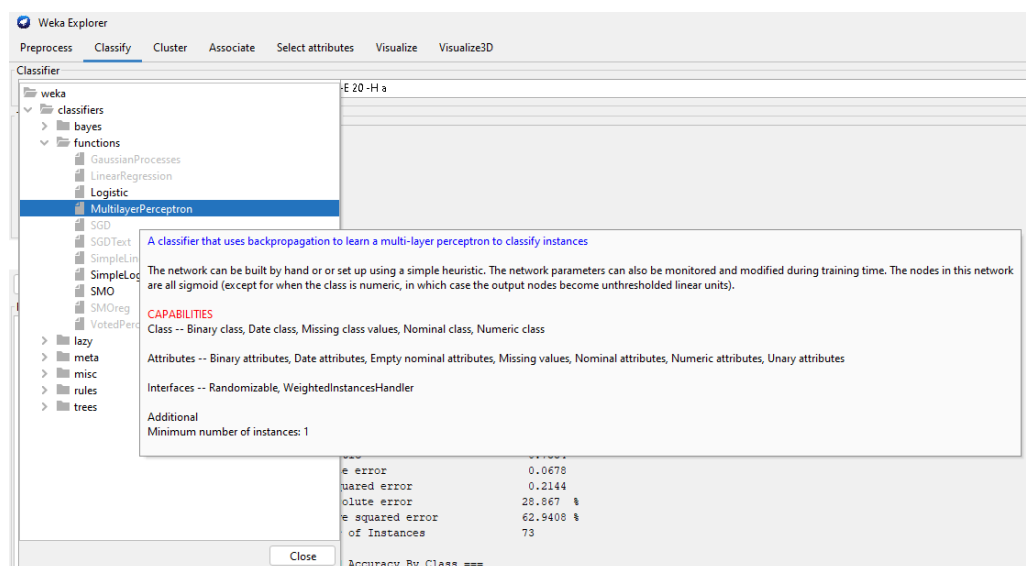 Weka Explorer
Preprocess Classify Cluster Associate Select attributes Visualize Visualize3D
Classifier
-E 20 -H a
weka
classifiers
bayes
functions
GaussianProcesses
LinearRegression
Logistic
MultilayerPerceptron
SGD
SGDText
SimpleLin
SimpleLog
SMO
SMOreg
VotedPerc
lazy
meta
misc
rules
trees
A classifier that uses backpropagation to learn a multi-layer perceptron to classify instances
The network can be built by hand or or set up using a simple heuristic. The network parameters can also be monitored and modified during training time. The nodes in this network
are all sigmoid (except for when the class is numeric, in which case the output nodes become unthresholded linear units).
CAPABILITIES
Class -- Binary class, Date class, Missing class values, Nominal class, Numeric class
Attributes -- Binary attributes, Date attributes, Empty nominal attributes, Missing values, Nominal attributes, Numeric attributes, Unary attributes
Interfaces -- Randomizable, WeightedInstancesHandler
Additional
Minimum number of instances: 1
e error 0.0678
uared error 0.2144
olute error 28.867 %
e squared error 62.9408 %
of Instances 73
Close
Accuracy By Class ===